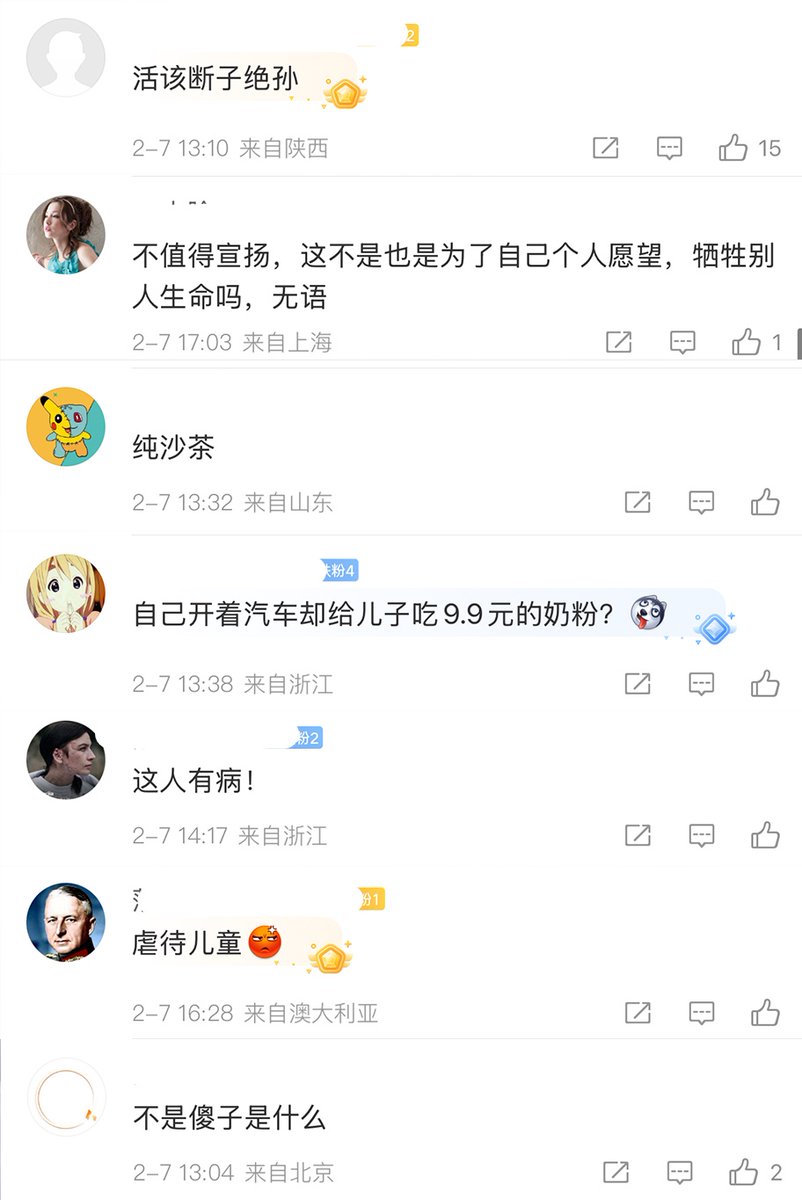 2
活该断子绝孙
2-7 13:10 来自陕西
15
不值得宣扬，这不是也是为了自己个人愿望，牺牲别
人生命吗，无语
2-7 17:03 来自上海
1
纯沙茶
2-7 13:32 来自山东
粉4
自己开着汽车却给儿子吃9.9元的奶粉？
2-7 13:38 来自浙江
粉2
这人有病！
2-7 14:17 来自浙江
粉1
虐待儿童
2-7 16:28 来自澳大利亚
不是傻子是什么
2-7 13:04 来自北京
2